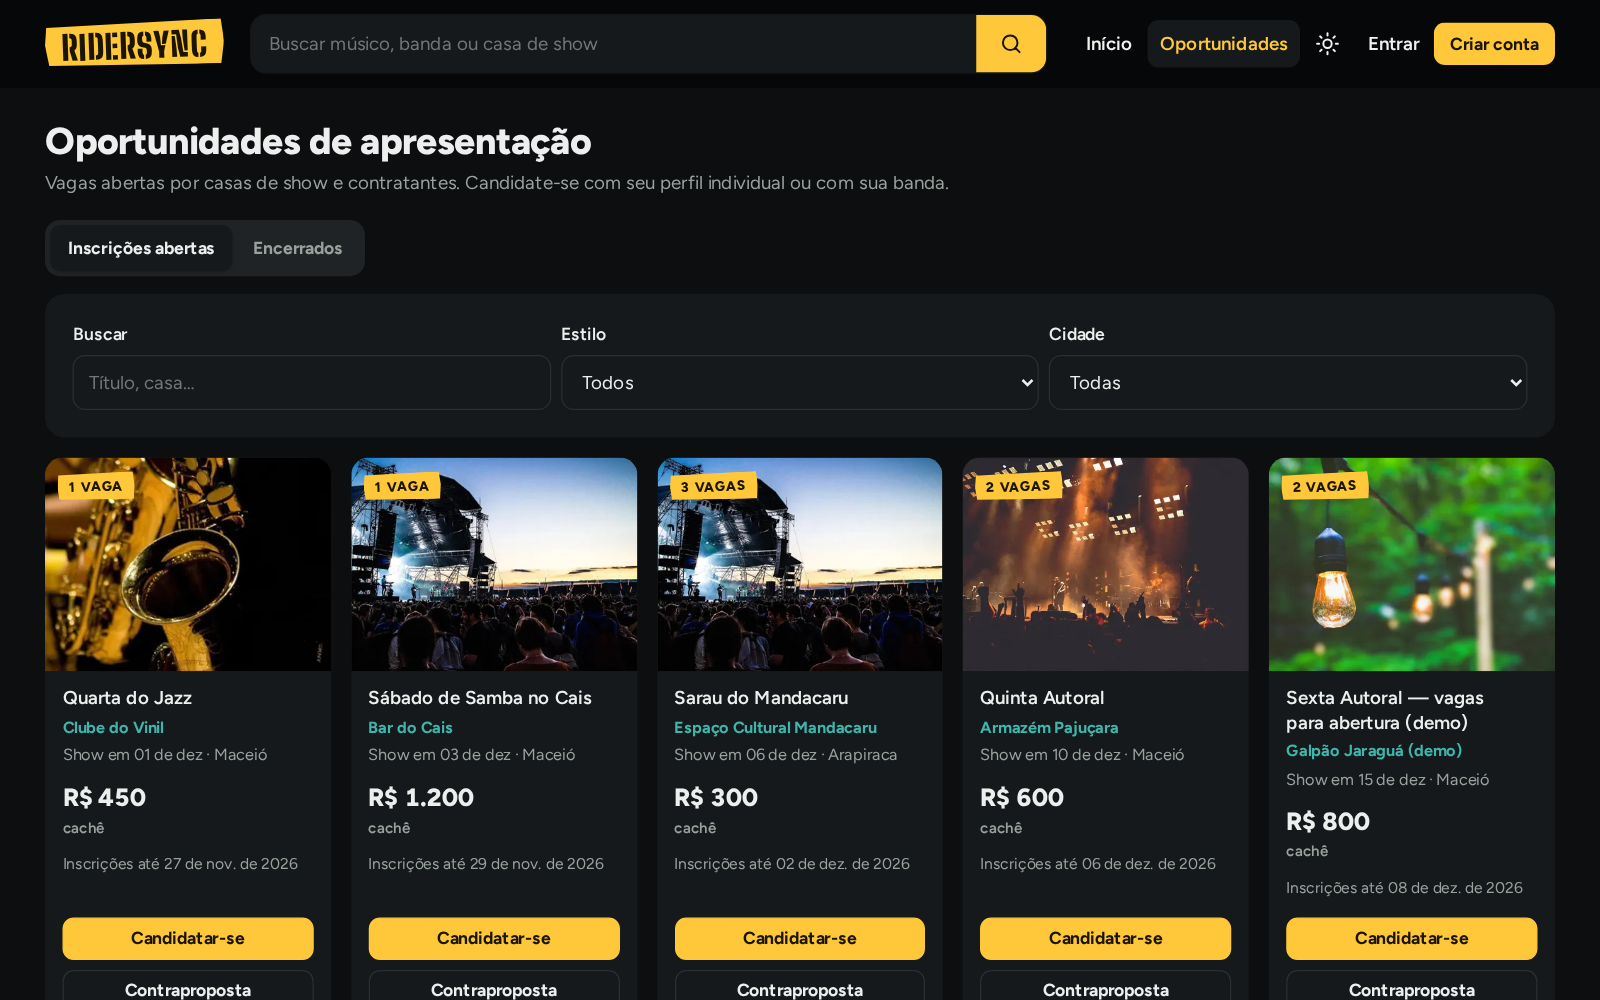 RIDERSYNC
Buscar músico, banda ou casa de show
Início
Oportunidades
Entrar
Criar conta
Oportunidades de apresentação
Vagas abertas por casas de show e contratantes. Candidate-se com seu perfil individual ou com sua banda.
Inscrições abertas
Encerrados
Buscar
Título, casa...
Estilo
Todos
Cidade
Todas
1 VAGA
Quarta do Jazz
Clube do Vinil
Show em 01 de dez · Maceió
R$ 450
cachê
Inscrições até 27 de nov. de 2026
Candidatar-se
Contraproposta
1 VAGA
Sábado de Samba no Cais
Bar do Cais
Show em 03 de dez · Maceió
R$ 1.200
cachê
Inscrições até 29 de nov. de 2026
Candidatar-se
Contraproposta
3 VAGAS
Sarau do Mandacaru
Espaço Cultural Mandacaru
Show em 06 de dez · Arapiraca
R$ 300
cachê
Inscrições até 02 de dez. de 2026
Candidatar-se
Contraproposta
2 VAGAS
Quinta Autoral
Armazém Pajuçara
Show em 10 de dez · Maceió
R$ 600
cachê
Inscrições até 06 de dez. de 2026
Candidatar-se
Contraproposta
2 VAGAS
Sexta Autoral — vagas
para abertura (demo)
Galpão Jaraguá (demo)
Show em 15 de dez · Maceió
R$ 800
cachê
Inscrições até 08 de dez. de 2026
Candidatar-se
Contraproposta